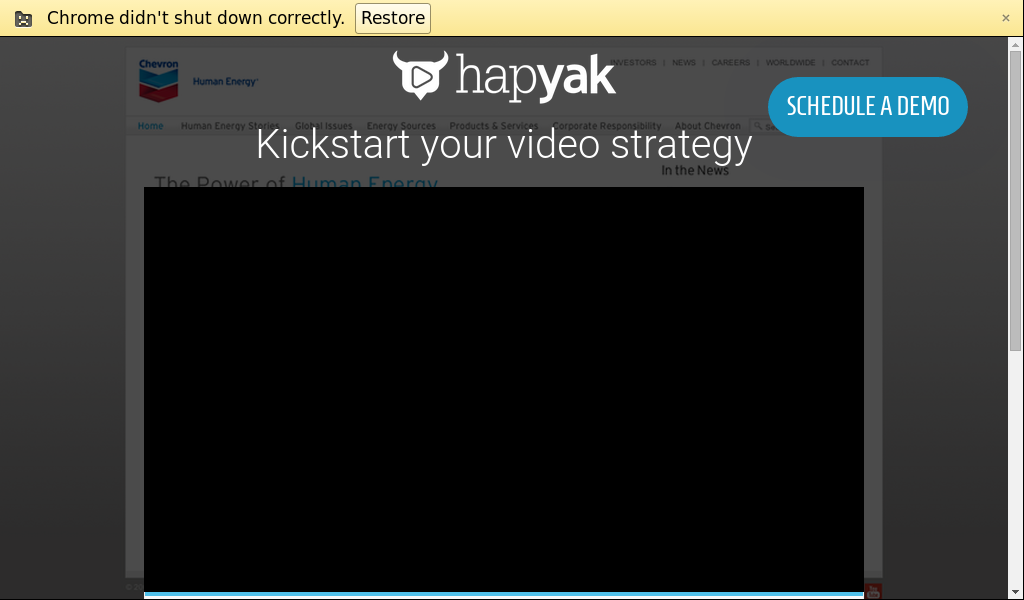 Chrome didn't shut down correctly. Restore
Chevron
Human Energy
INVESTORS | NEWS | CAREERS | WORLDWIDE | CONTACT
hapyak
SCHEDULE A DEMO
Home Human Energy Stories Global Issues Energy Sources Products & Services Corporate Responsibility About Chevron
Kickstart your video strategy
In the News
The Power of Human Energy